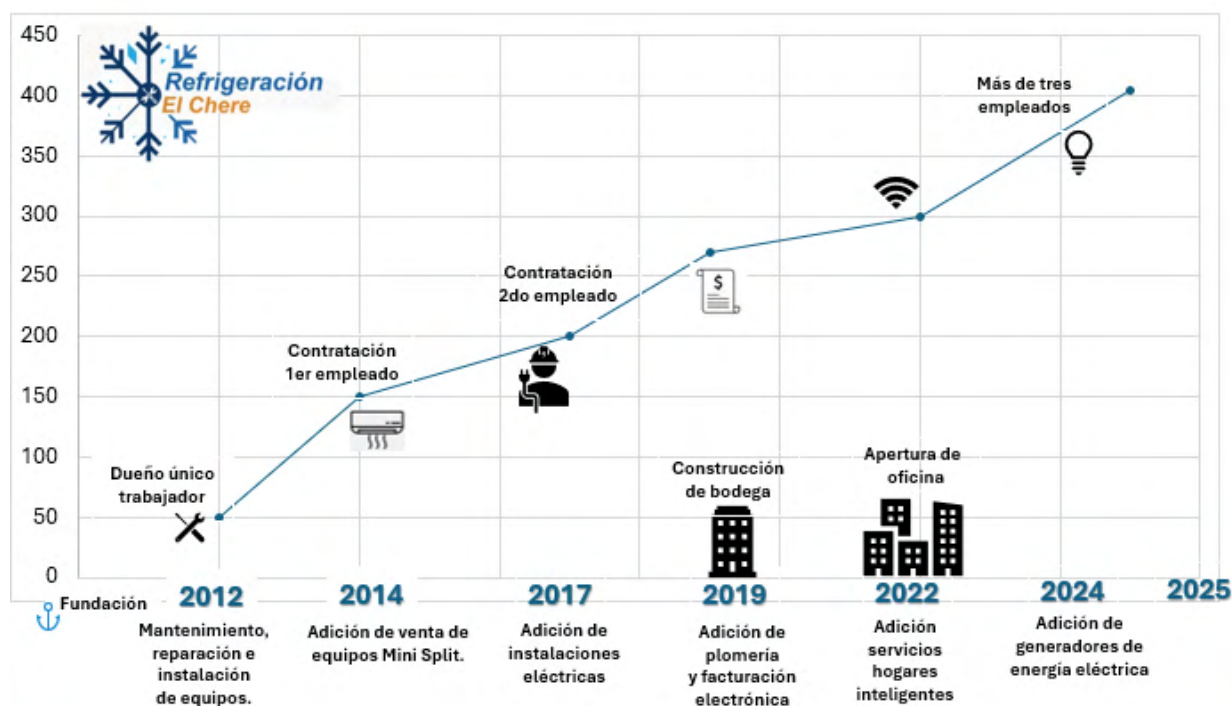 450
400
350
300
250
200
150
100
50
0
Refrigeración
El Chere
Dueño único
trabajador
Contratación
1er empleado
Contratación
2do empleado
$
Construcción
de bodega
Apertura de
oficina
Más de tres
empleados
Fundación
2012
2014
2017
2019
2022
2024
2025
Mantenimiento,
reparación e
instalación
de equipos.
Adición de venta de
equipos Mini Split.
Adición de
instalaciones
eléctricas
Adición de
plomería
y facturación
electrónica
Adición
servicios
hogares
inteligentes
Adición de
generadores de
energía eléctrica